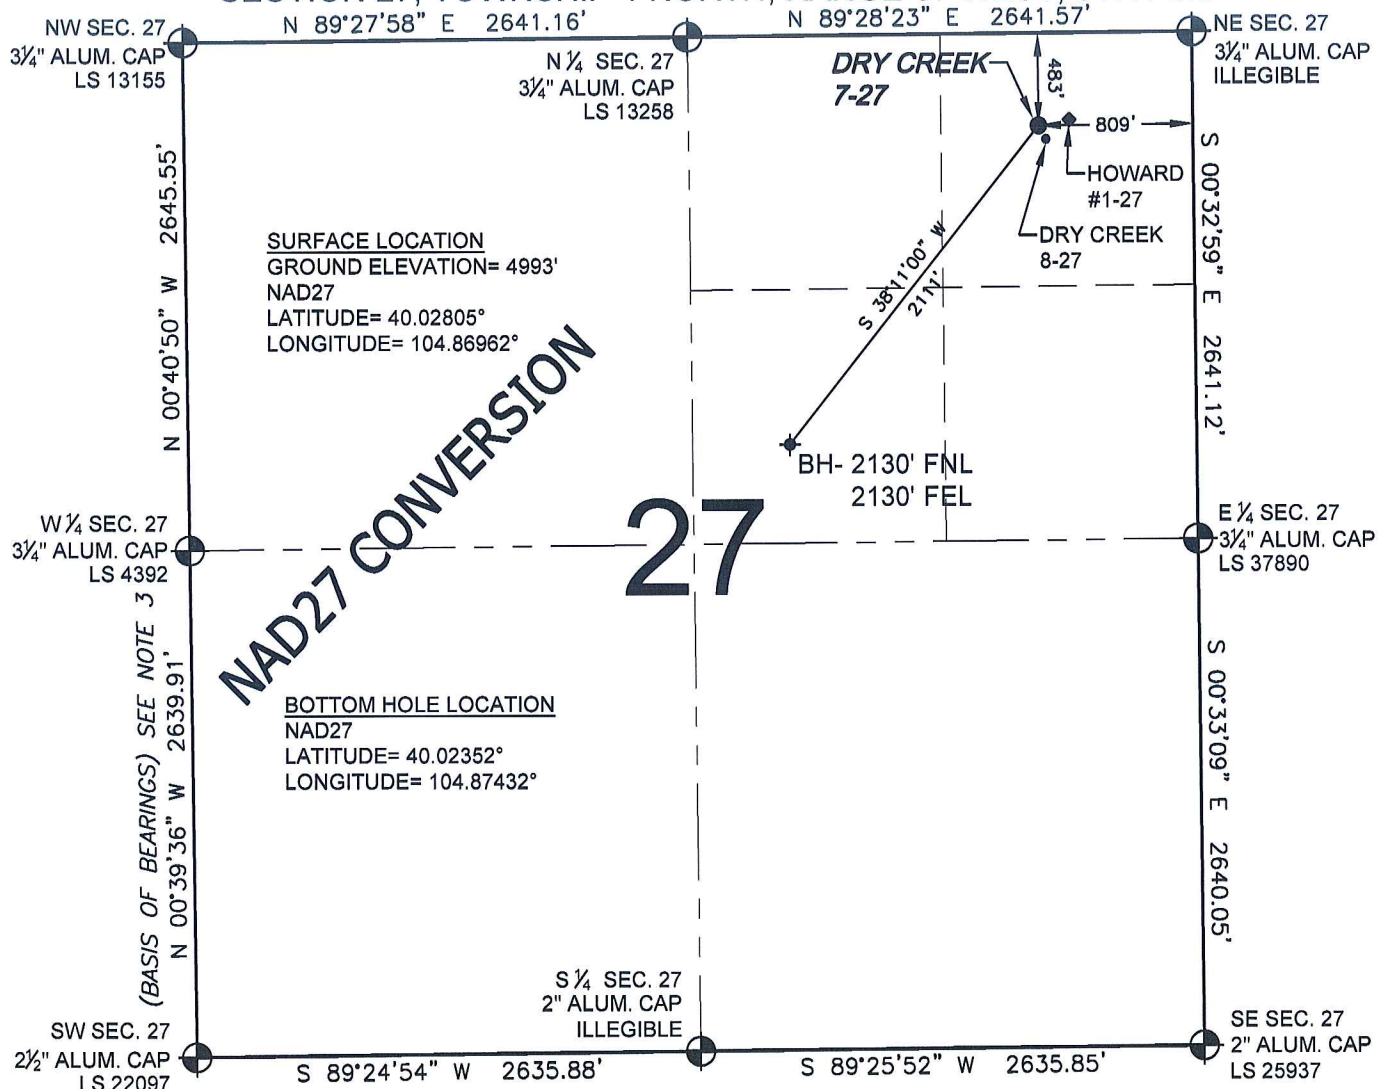 N 89°27'58" E 2641.16'
N 89°28'23" E 2641.57'
NW SEC. 27
3¼" ALUM. CAP
LS 13155
N ¼ SEC. 27
3¼" ALUM. CAP
LS 13258
DRY CREEK
7-27
483'
809'
NE SEC. 27
3¼" ALUM. CAP
ILLEGIBLE
HOWARD
#1-27
DRY CREEK
8-27
N 00°40'50" W 2645.55'
S 00°32'59" E 2641.12'
SURFACE LOCATION
GROUND ELEVATION= 4993'
NAD27
LATITUDE= 40.02805°
LONGITUDE= 104.86962°
S 38°11'00" W
2111'
NAD27 CONVERSION
BH- 2130' FNL
2130' FEL
27
W ¼ SEC. 27
3¼" ALUM. CAP
LS 4392
E ¼ SEC. 27
3¼" ALUM. CAP
LS 37890
(BASIS OF BEARINGS) SEE NOTE 3
N 00°39'36" W 2639.91'
S 00°33'09" E 2640.05'
BOTTOM HOLE LOCATION
NAD27
LATITUDE= 40.02352°
LONGITUDE= 104.87432°
S ¼ SEC. 27
2" ALUM. CAP
ILLEGIBLE
SW SEC. 27
2½" ALUM. CAP
LS 22097
SE SEC. 27
2" ALUM. CAP
LS 25937
S 89°24'54" W 2635.88'
S 89°25'52" W 2635.85'